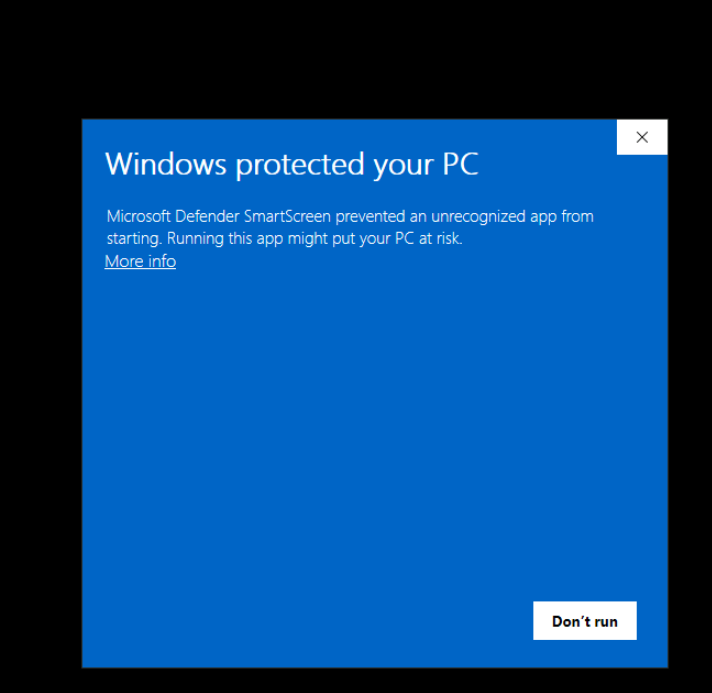 Windows protected your PC
Microsoft Defender SmartScreen prevented an unrecognized app from
starting. Running this app might put your PC at risk.
More info
Don't run